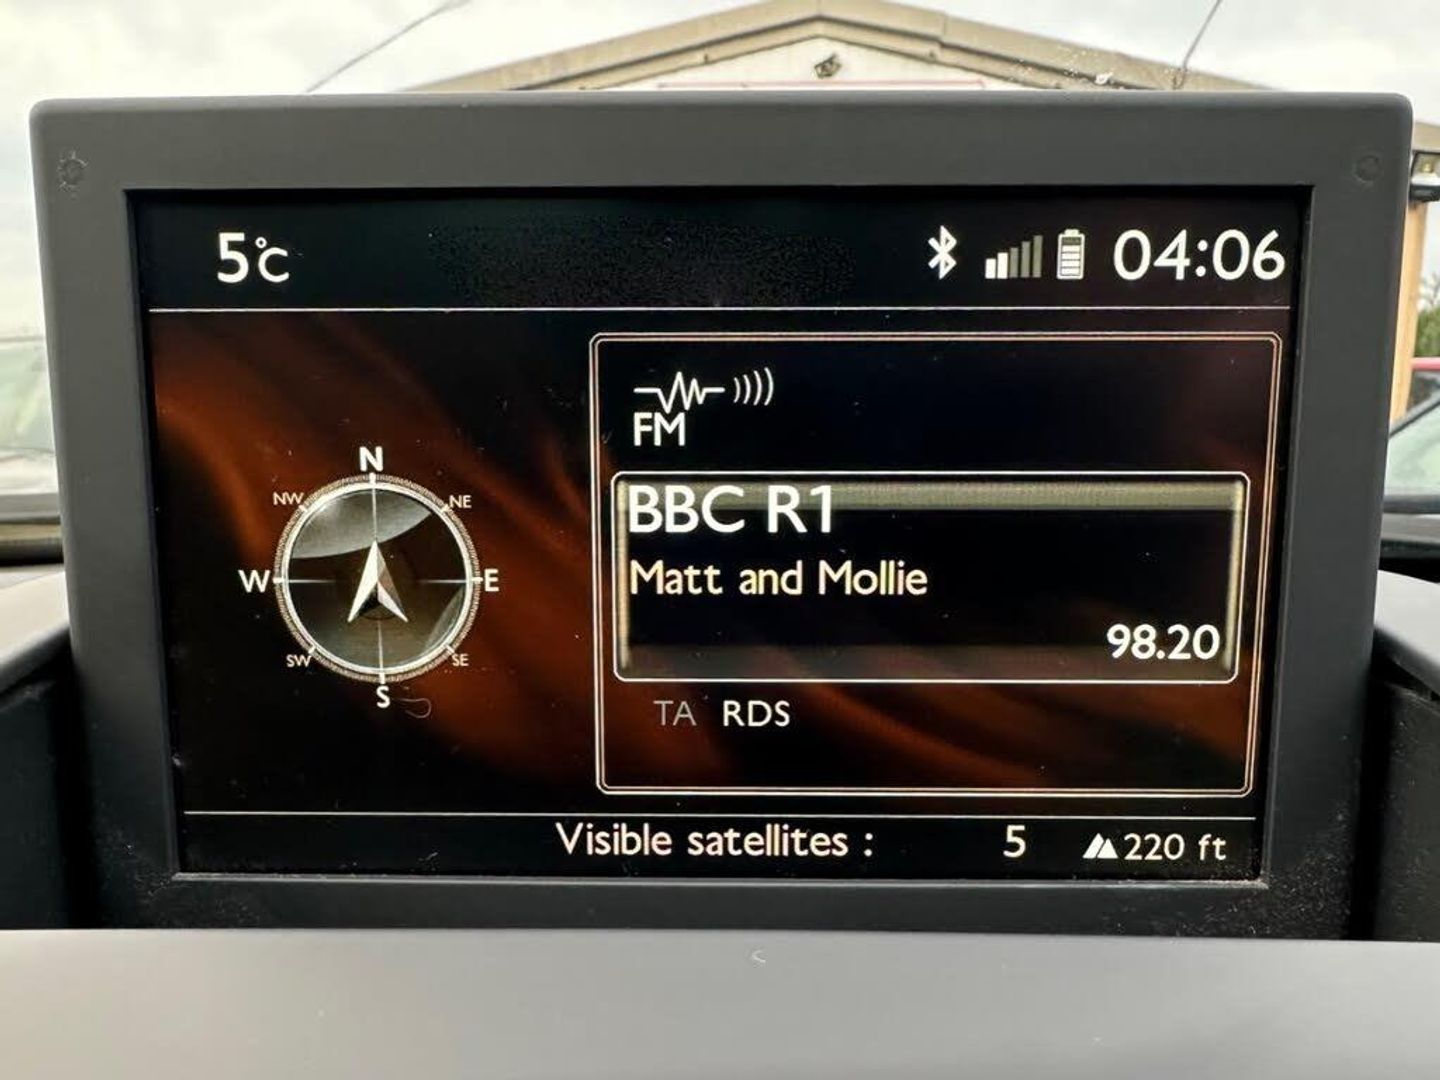 5°C
04:06
FM
BBC R1
Matt and Mollie
98.20
TA RDS
N
NW NE
W E
SW SE
S
Visible satellites : 5 220 ft